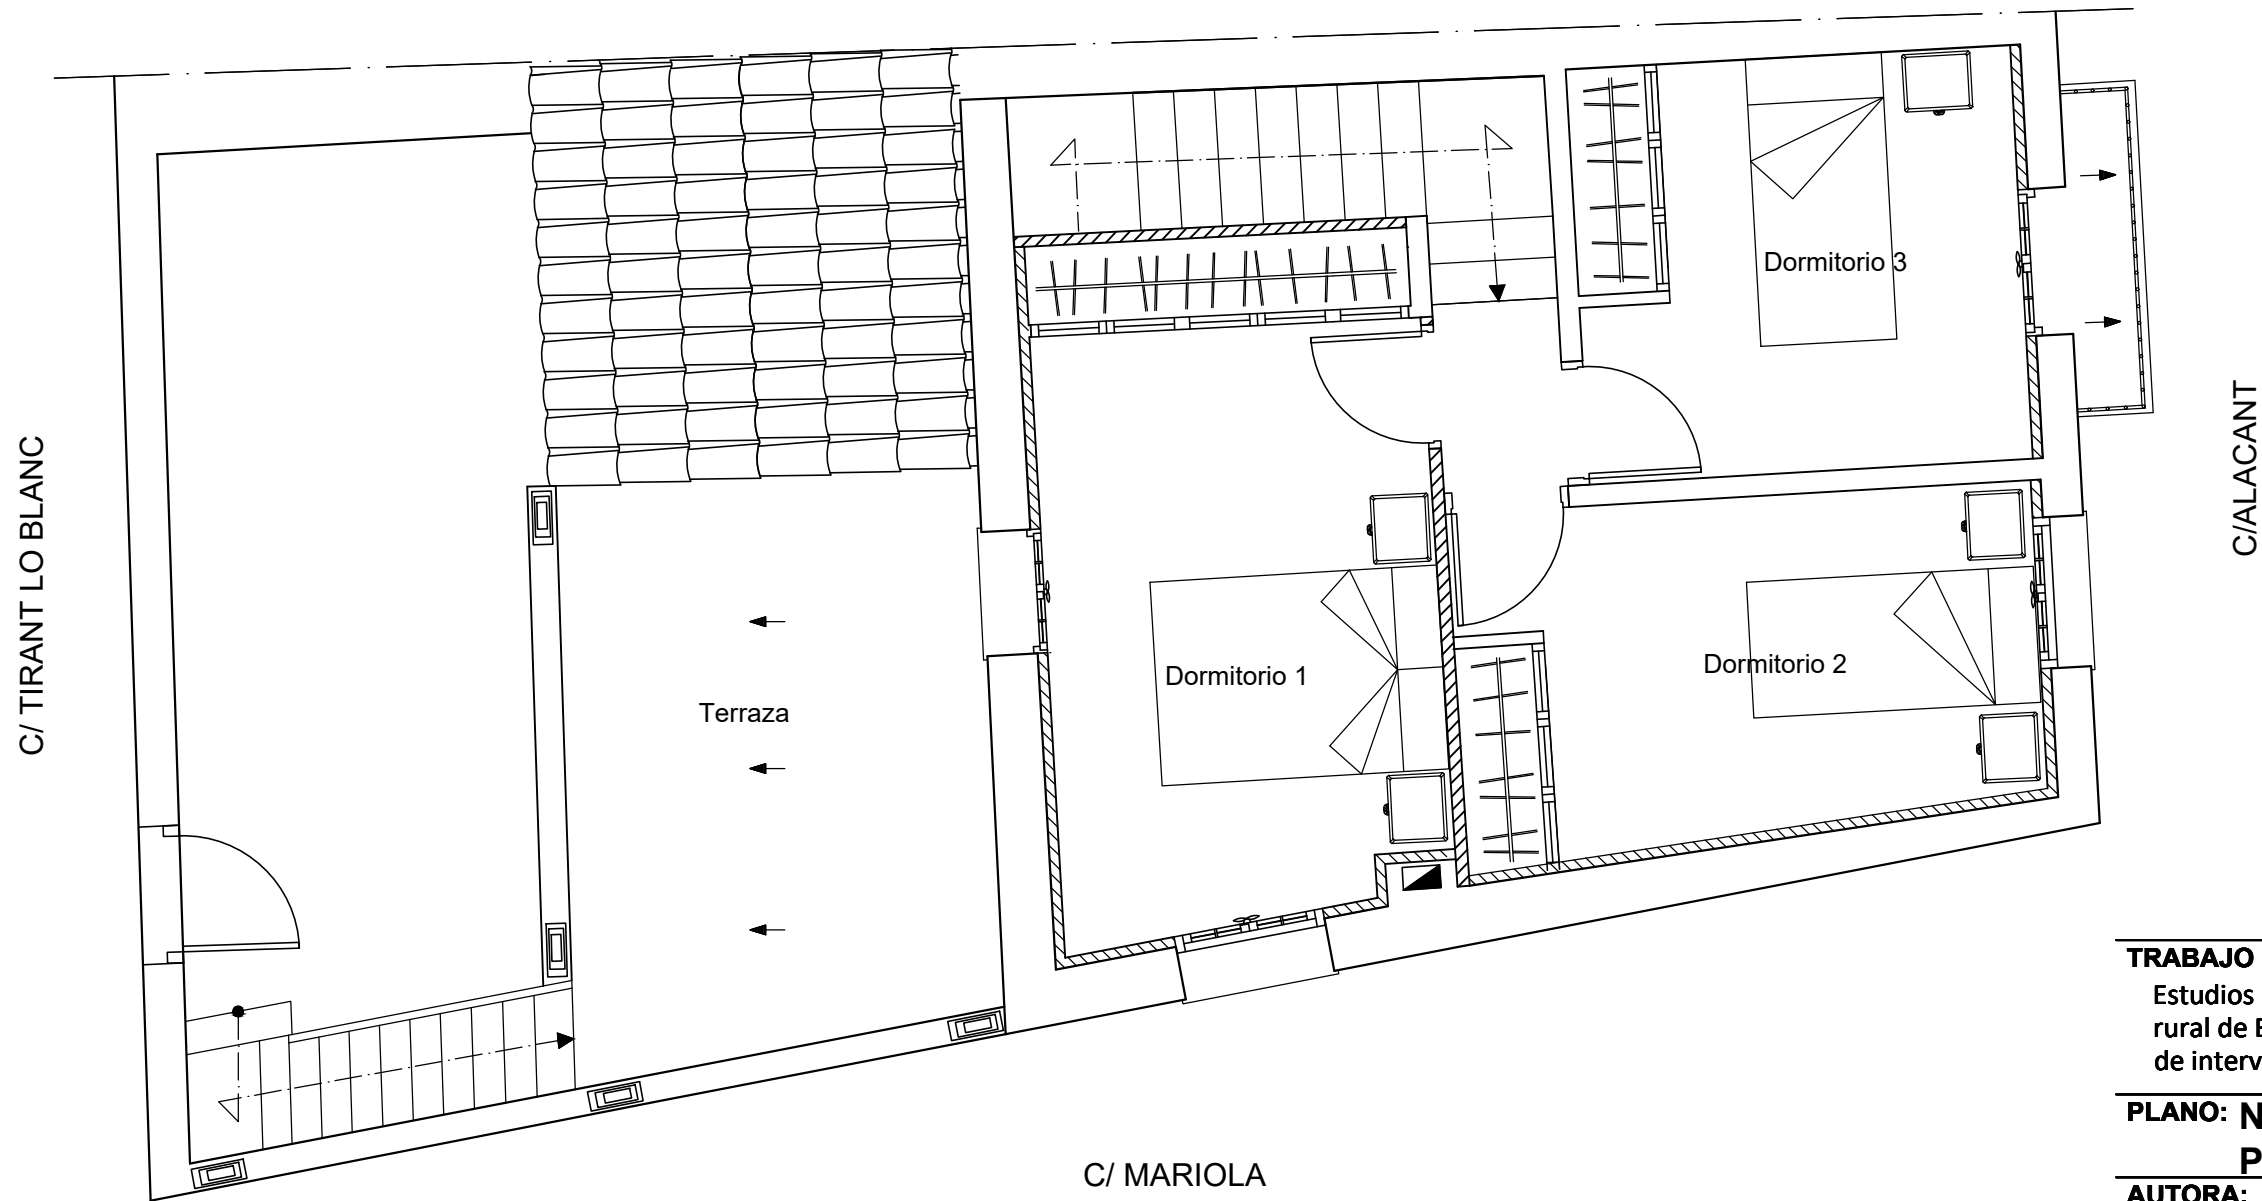 Dormitorio 3
C/ALACANT
C/ TIRANT LO BLANC
Dormitorio 1
Dormitorio 2
Terraza
TRABAJO
Estudios
rural de
de interv
PLANO: N
P
AUTORA:
C/ MARIOLA